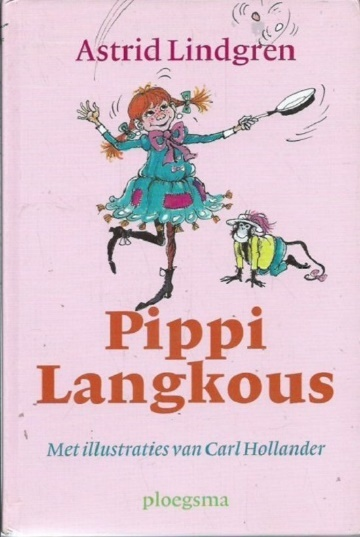 Astrid Lindgren
Pippi
Langkous
Met illustraties van Carl Hollander
ploegsma